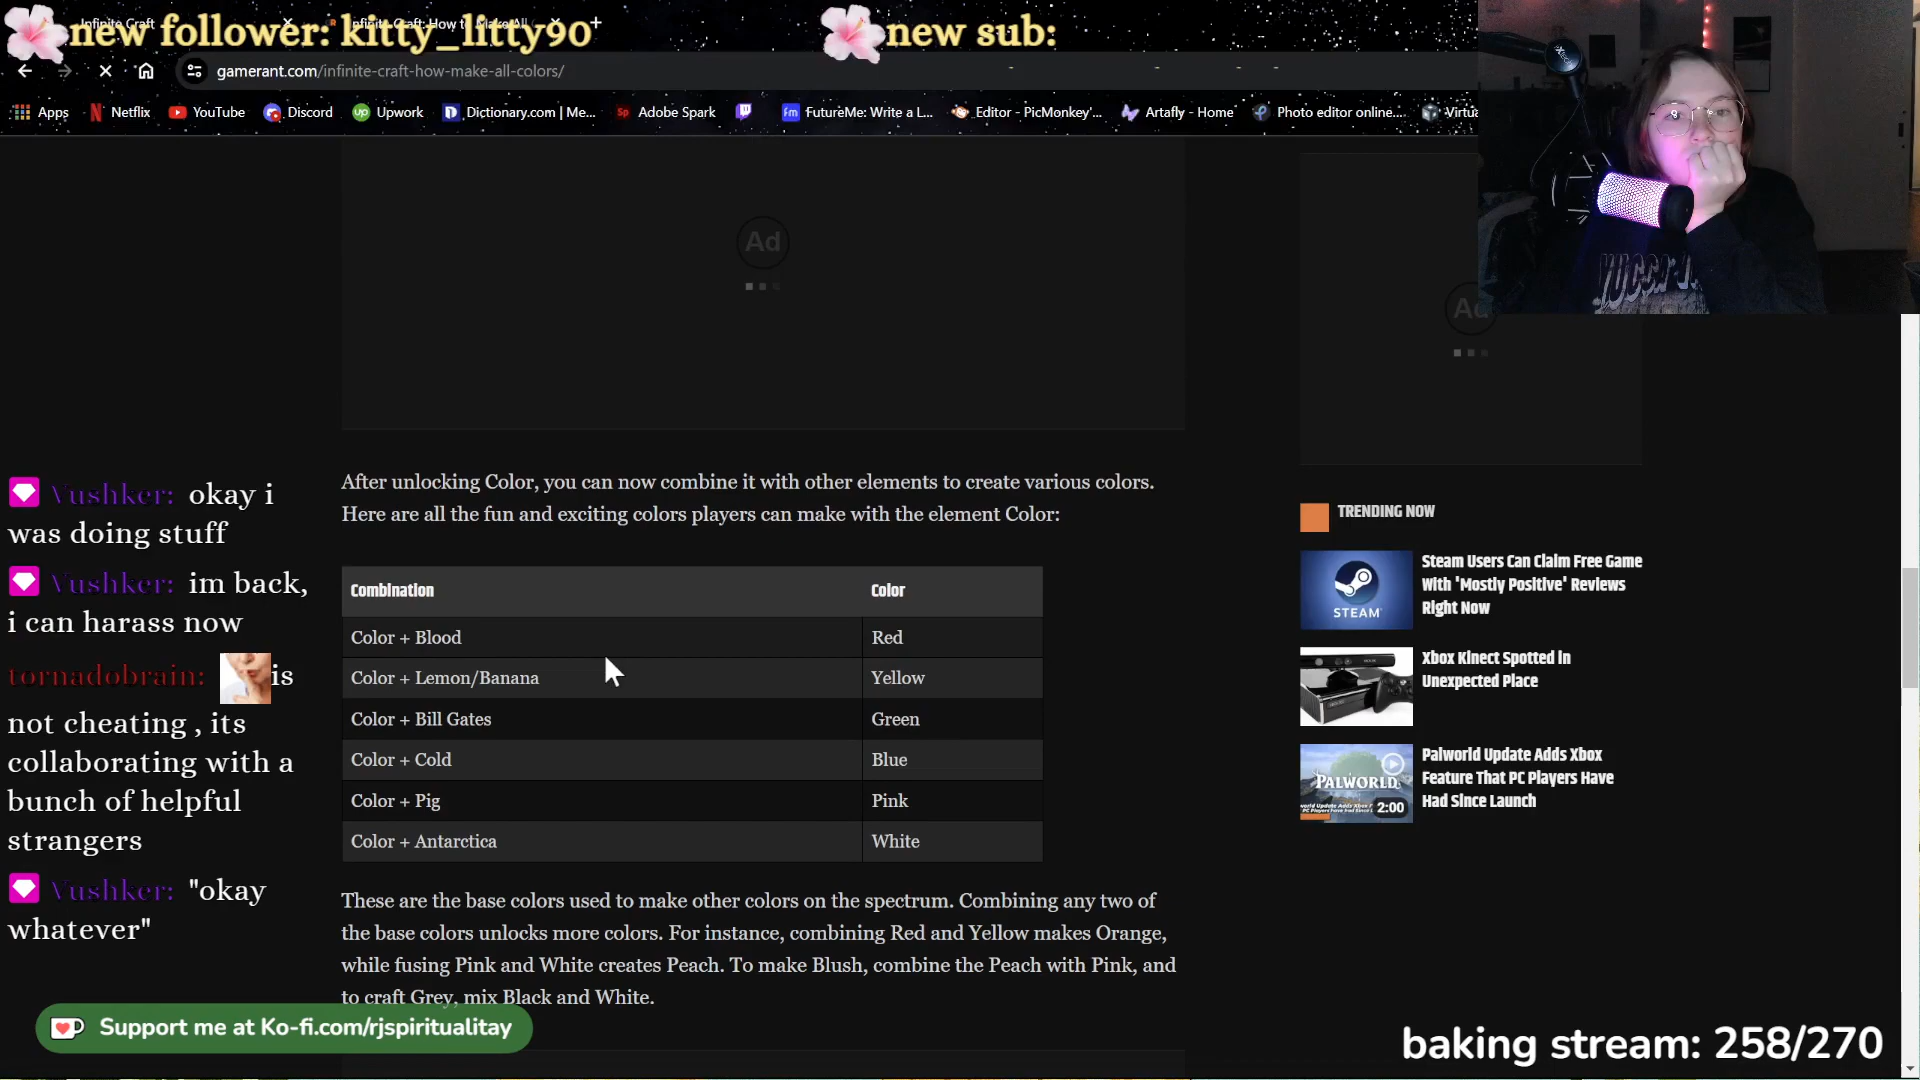 new follower: kitty_litty90
new sub:
Infinite Craft
Infinite Craft: How to Make All
gamerant.com/infinite-craft-how-make-all-colors/
Apps
Netflix
YouTube
Discord
Upwork
Dictionary.com | Me...
Adobe Spark
FutureMe: Write a L...
Editor - PicMonkey'...
Artafly - Home
Photo editor online....
Virtu
Ad
Ad
After unlocking Color, you can now combine it with other elements to create various colors.
Here are all the fun and exciting colors players can make with the element Color:
Combination Color
Color + Blood Red
Color + Lemon/Banana Yellow
Color + Bill Gates Green
Color + Cold Blue
Color + Pig Pink
Color + Antarctica White
These are the base colors used to make other colors on the spectrum. Combining any two of
the base colors unlocks more colors. For instance, combining Red and Yellow makes Orange,
while fusing Pink and White creates Peach. To make Blush, combine the Peach with Pink, and
to craft Grey, mix Black and White.
TRENDING NOW
STEAM
Steam Users Can Claim Free Game
With 'Mostly Positive' Reviews
Right Now
Xbox Kinect Spotted in
Unexpected Place
PALWORLD
2:00
Palworld Update Adds Xbox
Feature That PC Players Have
Had Since Launch
Vushker: okay i
was doing stuff
Vushker: im back,
i can harass now
tornadobrain: is
not cheating , its
collaborating with a
bunch of helpful
strangers
Vushker: "okay
whatever"
Support me at Ko-fi.com/rjspiritualitay
baking stream: 258/270